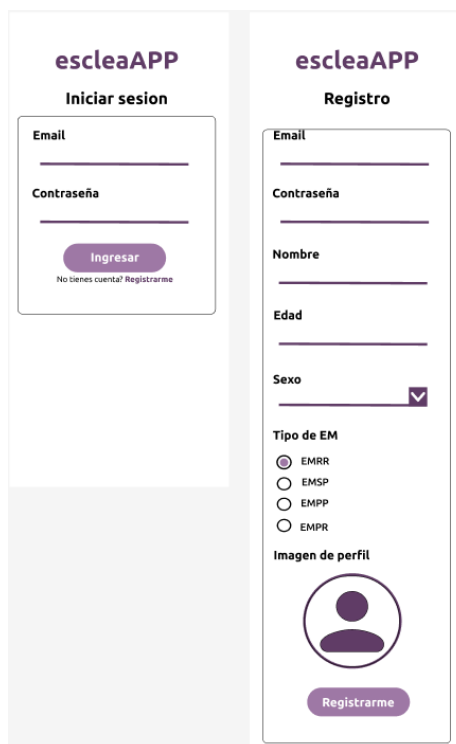 escleaAPP
Iniciar sesion
Email
Contraseña
Ingresar
No tienes cuenta? Registrarme
escleaAPP
Registro
Email
Contraseña
Nombre
Edad
Sexo
Tipo de EM
EMRR
EMSP
EMPP
EMPR
Imagen de perfil
Registrarme